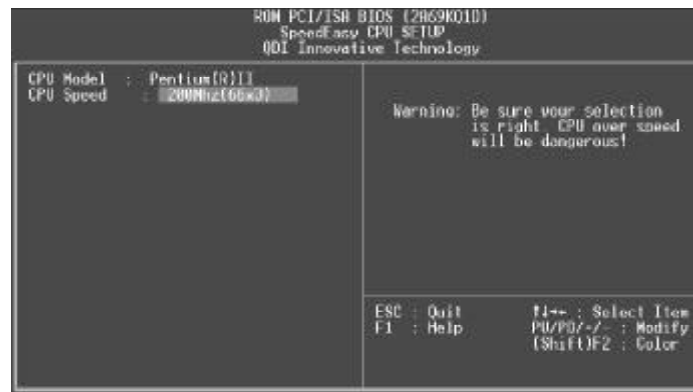 ROM PCI/ISA BIOS (2A69K01D)
SpeedEasy CPU SETUP
QDI Innovative Technology
CPU Model : Pentium(R)II
CPU Speed : 200Mhz(66x3)
Warning: Be sure your selection
is right. CPU over speed
will be dangerous!
ESC : Quit
↑↓→← : Select Item
F1 : Help
PU/PD/+/- : Modify
(Shift)F2 : Color